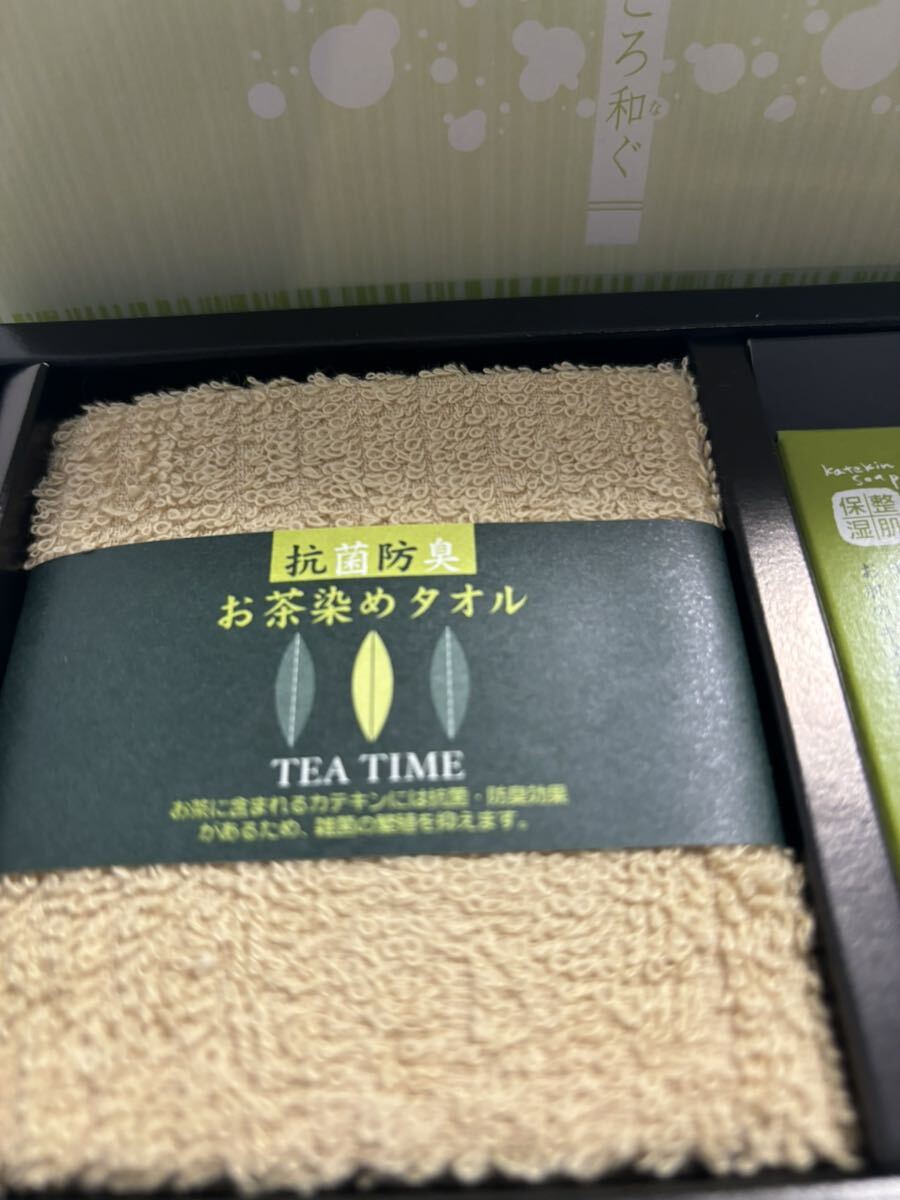 ころ和ぐ
な
抗菌防臭
お茶染めタオル
TEA TIME
お茶に含まれるカテキンには抗菌・防臭効果
があるため、雑菌の繁殖を抑えます。
katekin
soap
保整
湿肌